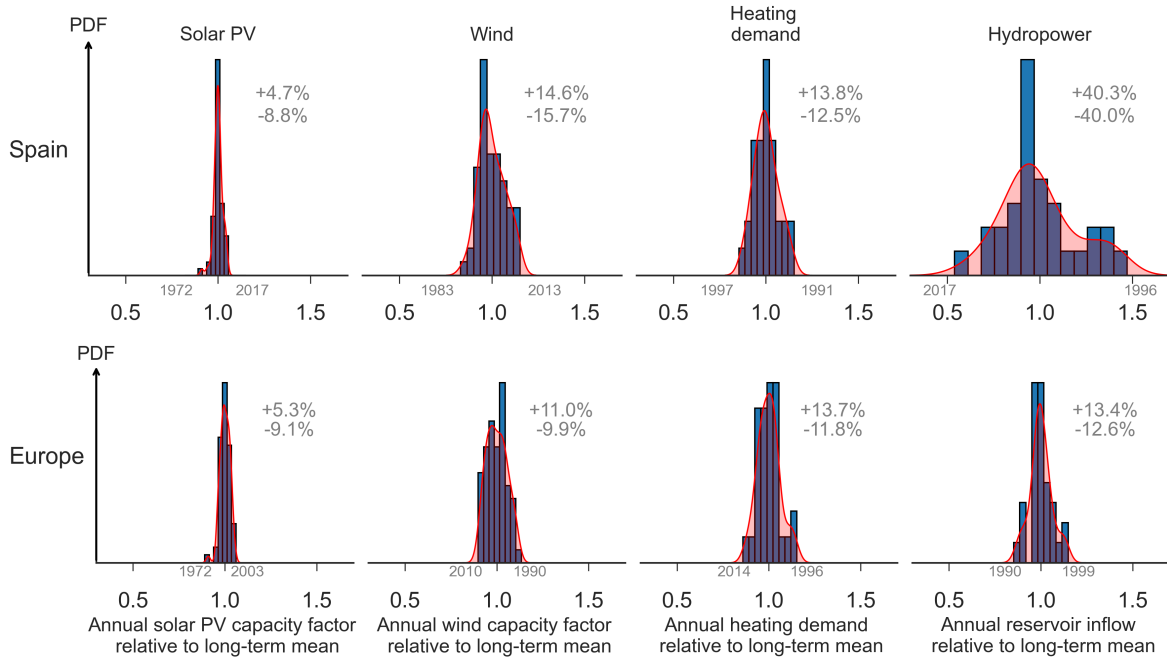 PDF
Solar PV
Wind
Heating
demand
Hydropower
Spain
+4.7%
-8.8%
+14.6%
-15.7%
+13.8%
-12.5%
+40.3%
-40.0%
1972 2017
1983 2013
1997 1991
2017 1996
0.5 1.0 1.5
0.5 1.0 1.5
0.5 1.0 1.5
0.5 1.0 1.5
PDF
Europe
+5.3%
-9.1%
+11.0%
-9.9%
+13.7%
-11.8%
+13.4%
-12.6%
1972 2003
2010 1990
2014 1996
1990 1999
0.5 1.0 1.5
0.5 1.0 1.5
0.5 1.0 1.5
0.5 1.0 1.5
Annual solar PV capacity factor
relative to long-term mean
Annual wind capacity factor
relative to long-term mean
Annual heating demand
relative to long-term mean
Annual reservoir inflow
relative to long-term mean